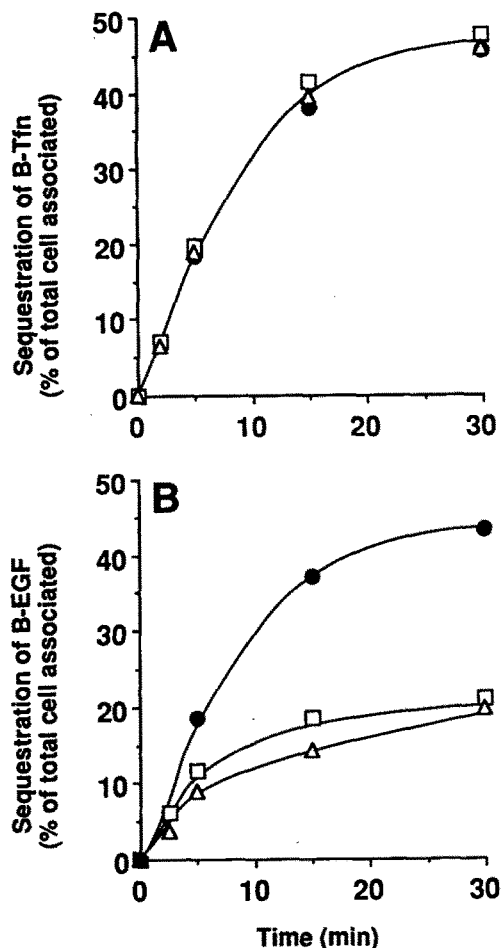 A
Sequestration of B-Tfn
(% of total cell associated)
50
40
30
20
10
0
0 10 20 30
B
Sequestration of B-EGF
(% of total cell associated)
50
40
30
20
10
0
0 10 20 30
Time (min)